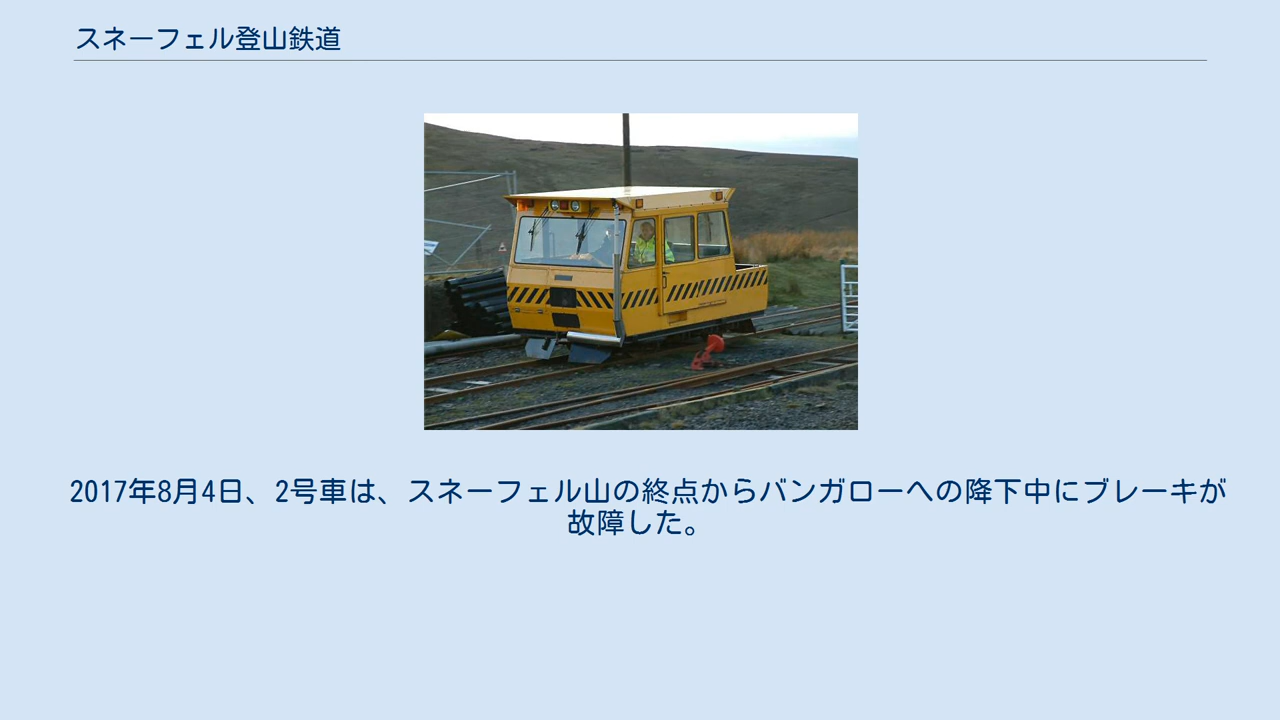 スネーフェル登山鉄道
2017年8月4日、2号車は、スネーフェル山の終点からバンガローへの降下中にブレーキが
故障した。